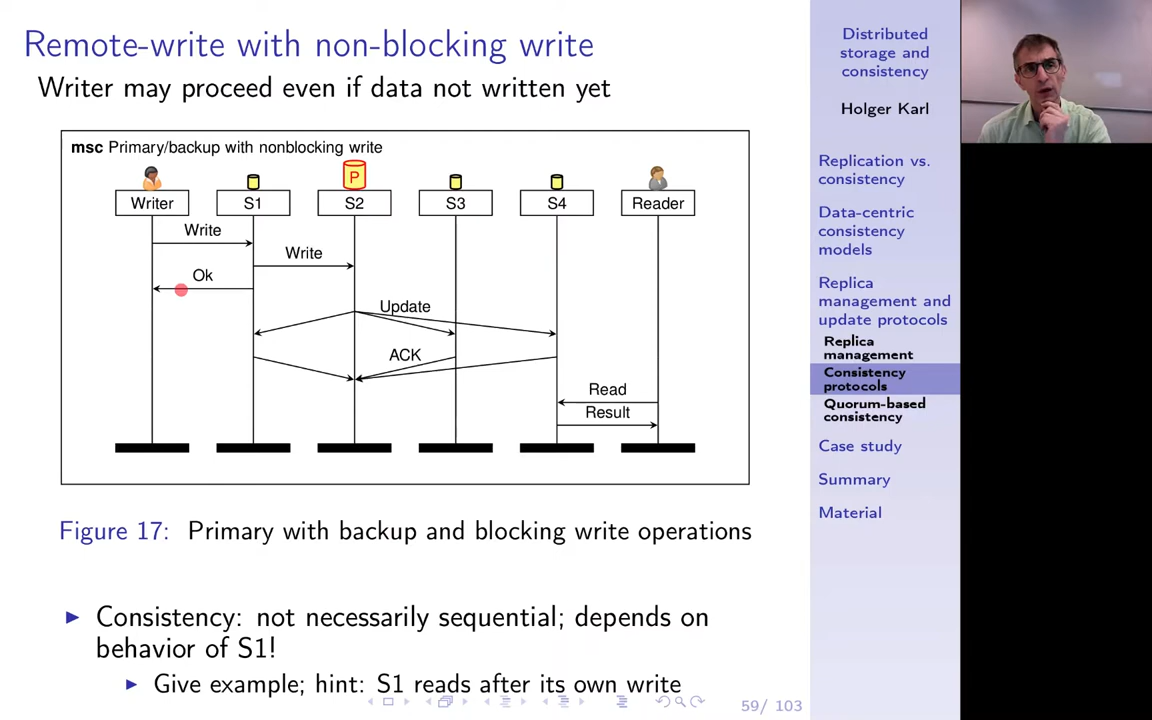 Remote-write with non-blocking write
Writer may proceed even if data not written yet
msc Primary/backup with nonblocking write
P
Writer S1 S2 S3 S4 Reader
Write
Write
Ok
Update
ACK
Read
Result
Figure 17: Primary with backup and blocking write operations
Consistency: not necessarily sequential; depends on
behavior of S1!
Give example; hint: S1 reads after its own write
59/ 103
Distributed
storage and
consistency
Holger Karl
Replication vs.
consistency
Data-centric
consistency
models
Replica
management and
update protocols
Replica
management
Consistency
protocols
Quorum-based
consistency
Case study
Summary
Material